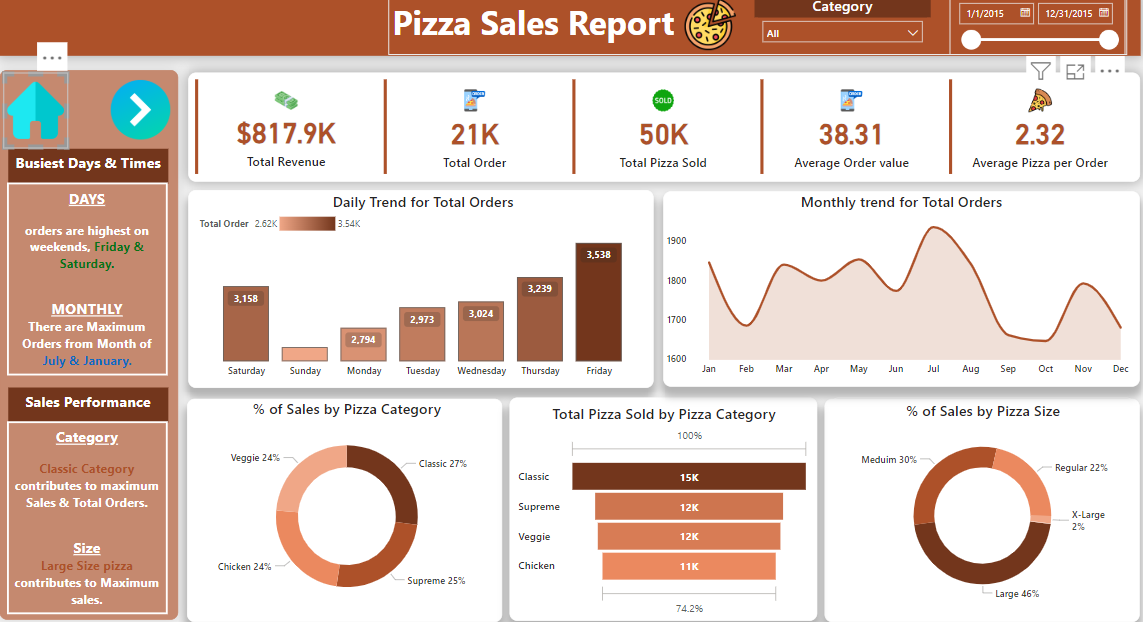 Pizza Sales Report
Category
All
1/1/2015
12/31/2015
Busiest Days & Times
DAYS
orders are highest on
weekends, Friday &
Saturday.
MONTHLY
There are Maximum
Orders from Month of
July & January.
Sales Performance
Category
Classic Category
contributes to maximum
Sales & Total Orders.
Size
Large Size pizza
contributes to Maximum
sales.
$817.9K
Total Revenue
ORDER
21K
Total Order
SOLD
50K
Total Pizza Sold
ORDER
38.31
Average Order value
2.32
Average Pizza per Order
Daily Trend for Total Orders
Total Order 2.62K 3.54K
3,158
2,794
2,973
3,024
3,239
3,538
Saturday Sunday Monday Tuesday Wednesday Thursday Friday
Monthly trend for Total Orders
1900
1800
1700
1600
Jan Feb Mar Apr May Jun Jul Aug Sep Oct Nov Dec
% of Sales by Pizza Category
Veggie 24%
Classic 27%
Chicken 24%
Supreme 25%
Total Pizza Sold by Pizza Category
100%
Classic 15K
Supreme 12K
Veggie 12K
Chicken 11K
74.2%
% of Sales by Pizza Size
Meduim 30%
Regular 22%
X-Large
2%
Large 46%